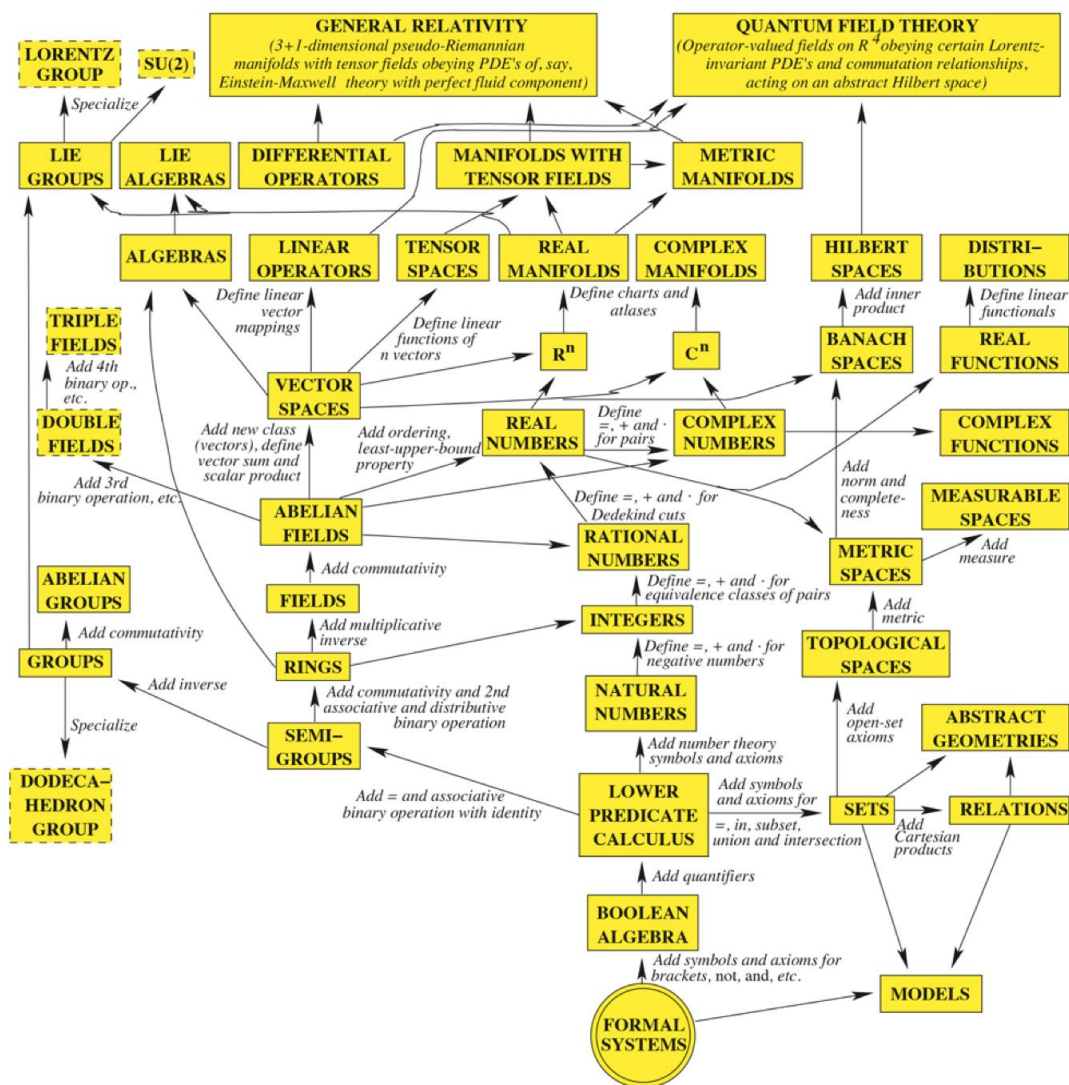 GENERAL RELATIVITY
(3+1-dimensional pseudo-Riemannian
manifolds with tensor fields obeying PDE's of, say,
Einstein-Maxwell theory with perfect fluid component)
QUANTUM FIELD THEORY
(Operator-valued fields on R⁴ obeying certain Lorentz-
invariant PDE's and commutation relationships,
acting on an abstract Hilbert space)
LORENTZ
GROUP
SU(2)
Specialize
LIE
GROUPS
LIE
ALGEBRAS
DIFFERENTIAL
OPERATORS
MANIFOLDS WITH
TENSOR FIELDS
METRIC
MANIFOLDS
ALGEBRAS
LINEAR
OPERATORS
TENSOR
SPACES
REAL
MANIFOLDS
COMPLEX
MANIFOLDS
HILBERT
SPACES
DISTRI–
BUTIONS
Define linear
vector
mappings
Define linear
functions of
n vectors
Define charts and
atlases
Add inner
product
Define linear
functionals
TRIPLE
FIELDS
Add 4th
binary op.,
etc.
DOUBLE
FIELDS
Add 3rd
binary operation, etc.
VECTOR
SPACES
Rⁿ
Cⁿ
BANACH
SPACES
REAL
FUNCTIONS
Add new class
(vectors), define
vector sum and
scalar product
Add ordering,
least-upper-bound
property
REAL
NUMBERS
Define
=, + and ·
for pairs
COMPLEX
NUMBERS
COMPLEX
FUNCTIONS
Add
norm and
complete-
ness
ABELIAN
FIELDS
Define =, + and · for
Dedekind cuts
RATIONAL
NUMBERS
MEASURABLE
SPACES
METRIC
SPACES
Add
measure
Add commutativity
ABELIAN
GROUPS
FIELDS
Define =, + and · for
equivalence classes of pairs
Add
metric
Add commutativity
Add multiplicative
inverse
INTEGERS
TOPOLOGICAL
SPACES
GROUPS
RINGS
Define =, + and · for
negative numbers
Add inverse
Add commutativity and 2nd
associative and distributive
binary operation
NATURAL
NUMBERS
Add
open-set
axioms
ABSTRACT
GEOMETRIES
Specialize
SEMI–
GROUPS
Add number theory
symbols and axioms
DODECA–
HEDRON
GROUP
Add = and associative
binary operation with identity
LOWER
PREDICATE
CALCULUS
Add symbols
and axioms for
=, in, subset,
union and intersection
SETS
RELATIONS
Add
Cartesian
products
Add quantifiers
BOOLEAN
ALGEBRA
Add symbols and axioms for
brackets, not, and, etc.
MODELS
FORMAL
SYSTEMS